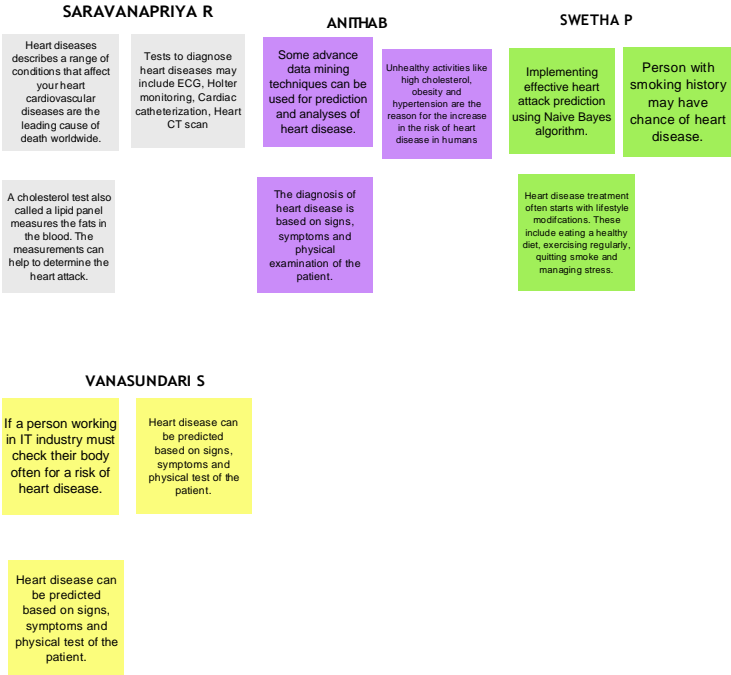 SARAVANAPRIYA R
Heart diseases
describes a range of
conditions that affect
your heart
cardiovascular
diseases are the
leading cause of
death worldwide.
Tests to diagnose
heart diseases may
include ECG, Holter
monitoring, Cardiac
catheterization, Heart
CT scan
A cholesterol test also
called a lipid panel
measures the fats in
the blood. The
measurements can
help to determine the
heart attack.
ANITHAB
Some advance
data mining
techniques can be
used for prediction
and analyses of
heart disease.
Unhealthy activities like
high cholesterol,
obesity and
hypertension are the
reason for the increase
in the risk of heart
disease in humans
The diagnosis of
heart disease is
based on signs,
symptoms and
physical
examination of the
patient.
SWETHA P
Implementing
effective heart
attack prediction
using Naive Bayes
algorithm.
Person with
smoking history
may have
chance of heart
disease.
Heart disease treatment
often starts with lifestyle
modifcations. These
include eating a healthy
diet, exercising regularly,
quitting smoke and
managing stress.
VANASUNDARI S
If a person working
in IT industry must
check their body
often for a risk of
heart disease.
Heart disease can
be predicted
based on signs,
symptoms and
physical test of the
patient.
Heart disease can
be predicted
based on signs,
symptoms and
physical test of the
patient.